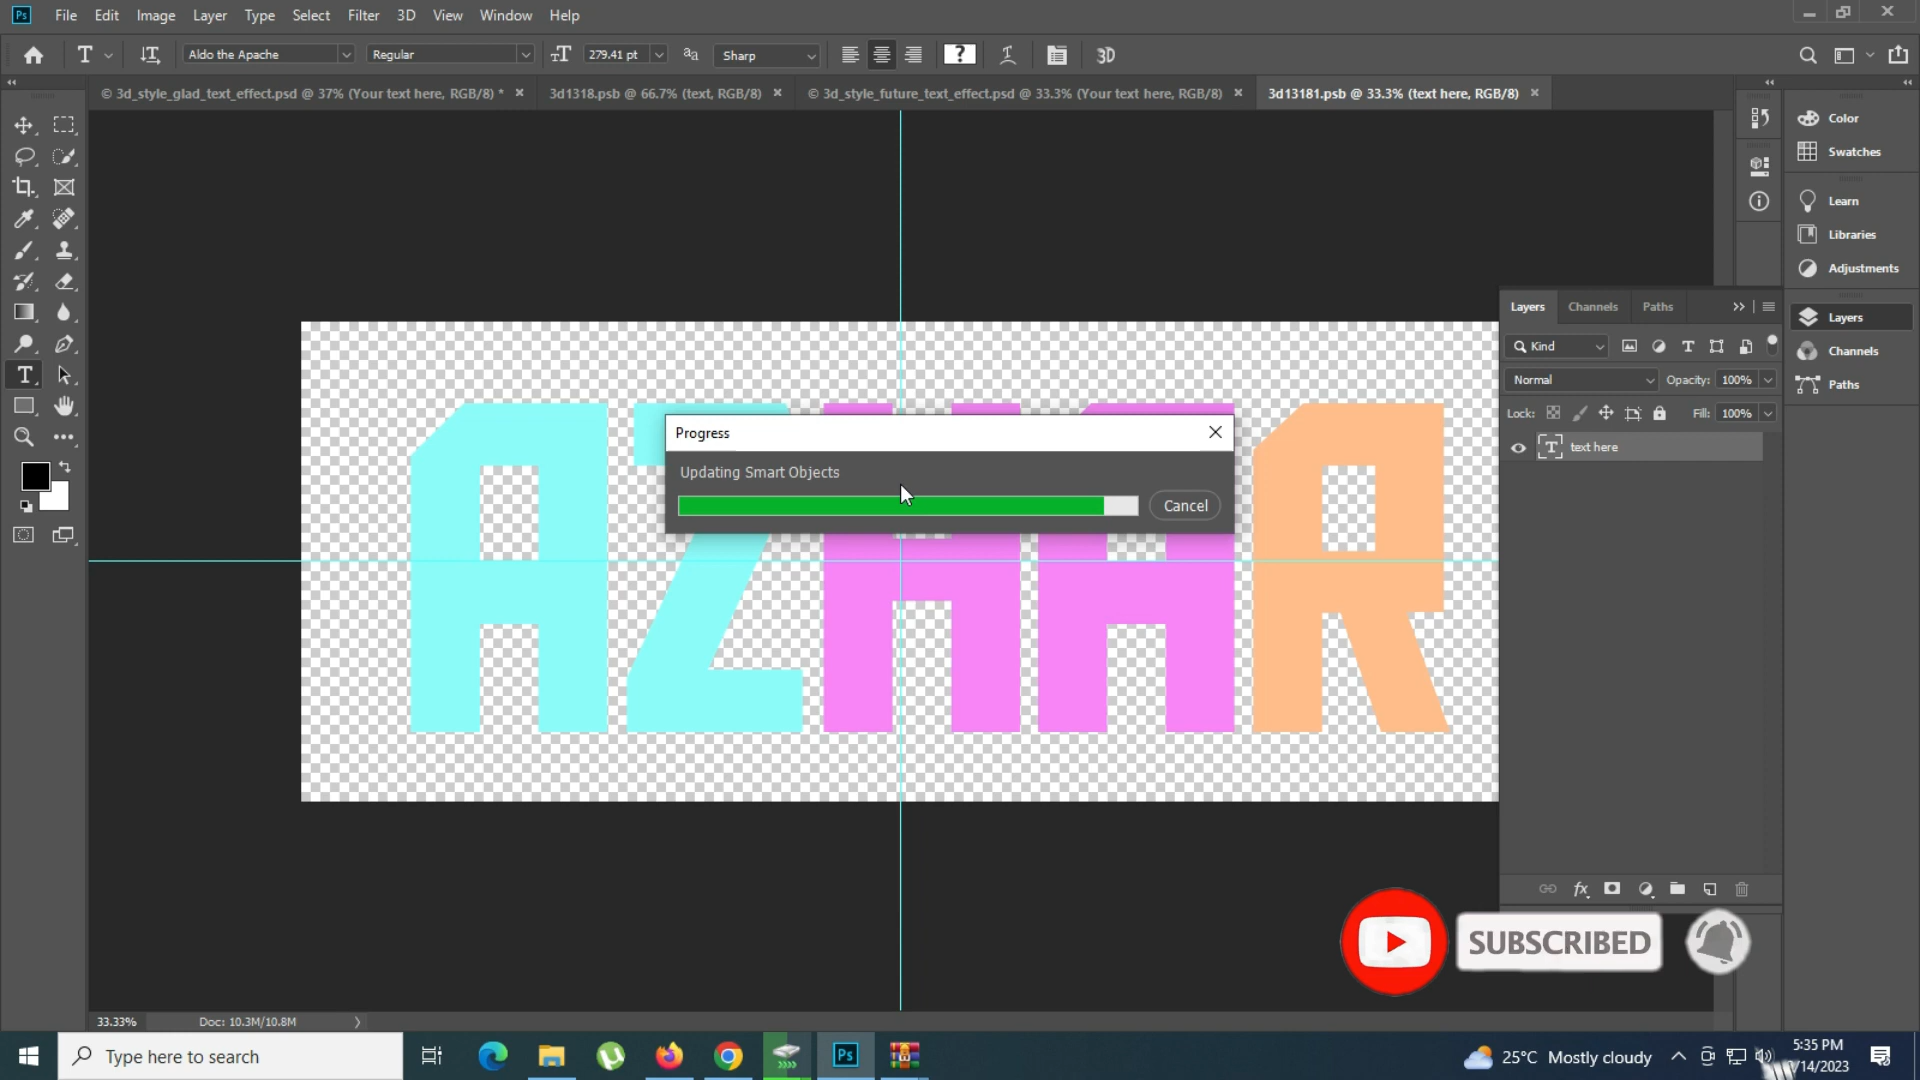 Ps File Edit Image Layer Type Select Filter 3D View Window Help
Aldo the Apache Regular 279.41 pt aa Sharp ? 3D
© 3d_style_glad_text_effect.psd @ 37% (Your text here, RGB/8) * 3d1318.psb @ 66.7% (text, RGB/8) © 3d_style_future_text_effect.psd @ 33.3% (Your text here, RGB/8) 3d13181.psb @ 33.3% (text here, RGB/8)
Color
Swatches
Learn
Libraries
Adjustments
Layers
Channels
Paths
Layers Channels Paths
Kind
Normal Opacity: 100%
Lock: Fill: 100%
text here
Progress
Updating Smart Objects
Cancel
SUBSCRIBED
33.33% Doc: 10.3M/10.8M
Type here to search
Ps
25°C Mostly cloudy
5:35 PM
/14/2023